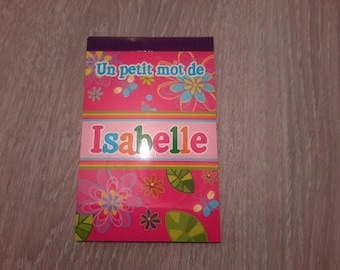 Un petit mot de
Isabelle